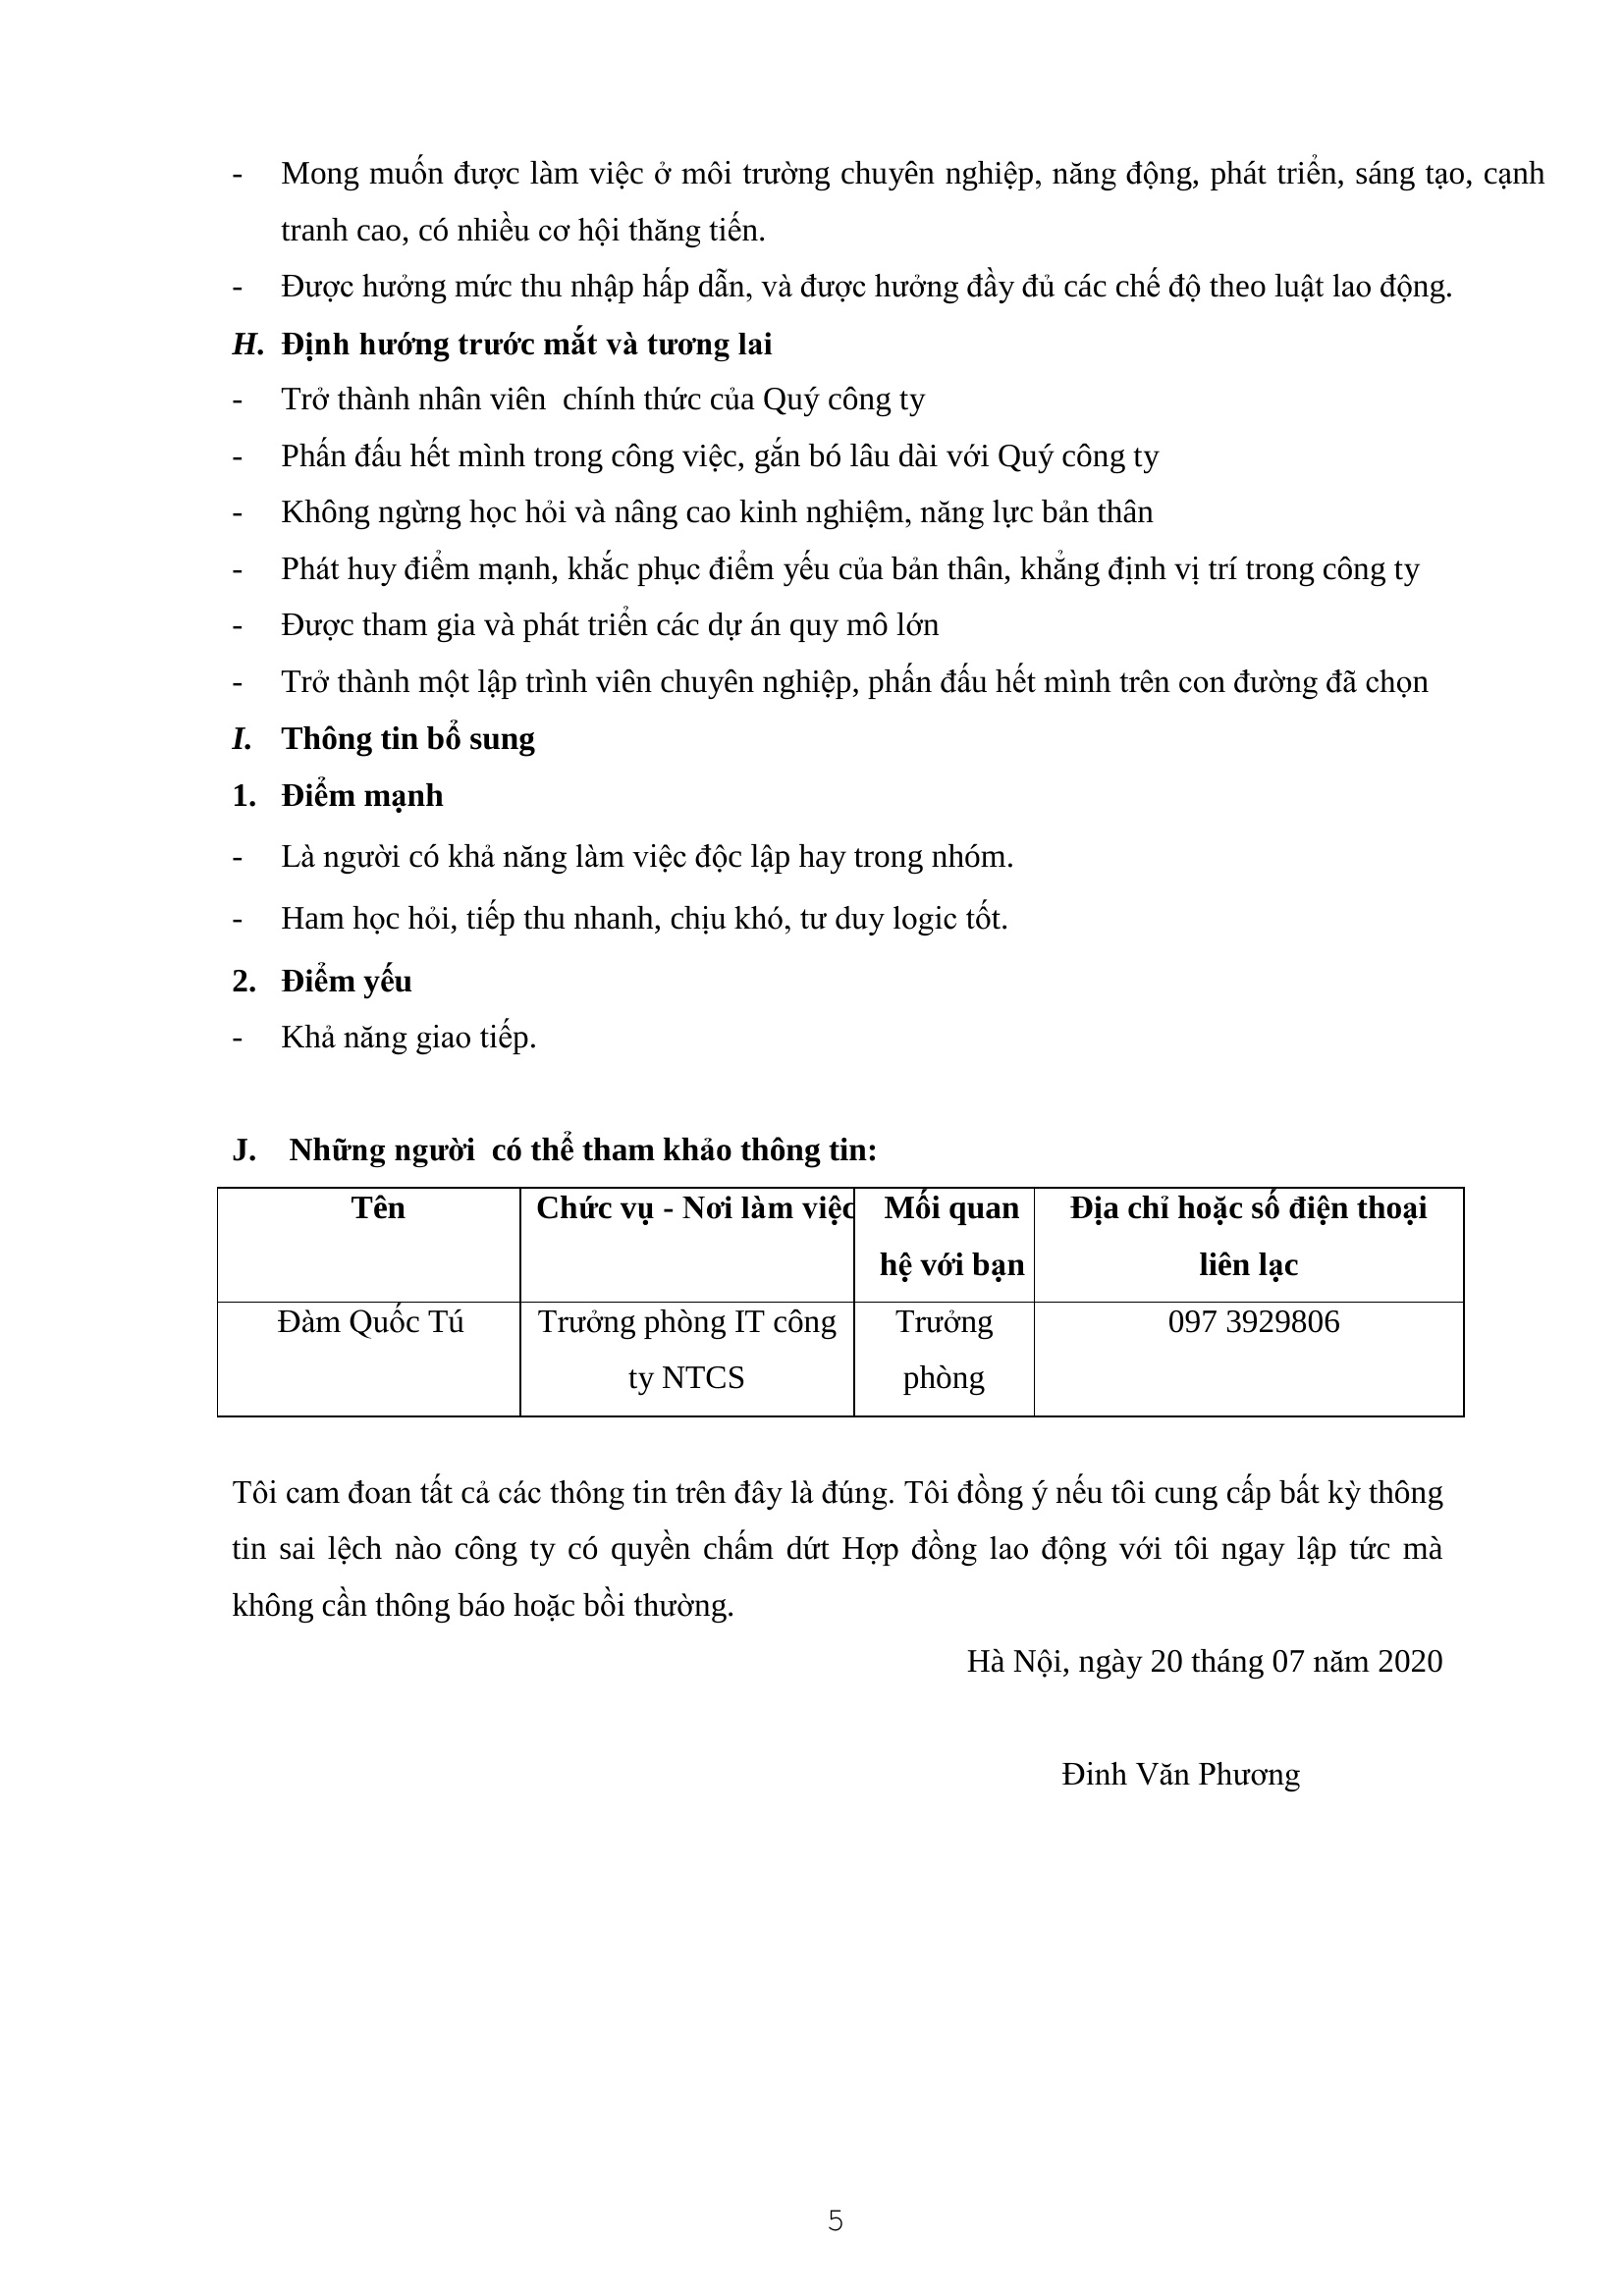 - Mong muốn được làm việc ở môi trường chuyên nghiệp, năng động, phát triển, sáng tạo, cạnh
tranh cao, có nhiều cơ hội thăng tiến.
- Được hưởng mức thu nhập hấp dẫn, và được hưởng đầy đủ các chế độ theo luật lao động.
H. Định hướng trước mắt và tương lai
- Trở thành nhân viên  chính thức của Quý công ty
- Phấn đấu hết mình trong công việc, gắn bó lâu dài với Quý công ty
- Không ngừng học hỏi và nâng cao kinh nghiệm, năng lực bản thân
- Phát huy điểm mạnh, khắc phục điểm yếu của bản thân, khẳng định vị trí trong công ty
- Được tham gia và phát triển các dự án quy mô lớn
- Trở thành một lập trình viên chuyên nghiệp, phấn đấu hết mình trên con đường đã chọn
I. Thông tin bổ sung
1. Điểm mạnh
- Là người có khả năng làm việc độc lập hay trong nhóm.
- Ham học hỏi, tiếp thu nhanh, chịu khó, tư duy logic tốt.
2. Điểm yếu
- Khả năng giao tiếp.
J. Những người  có thể tham khảo thông tin:
Tên Chức vụ - Nơi làm việc Mối quan Địa chỉ hoặc số điện thoại
hệ với bạn liên lạc
Đàm Quốc Tú Trưởng phòng IT công Trưởng 097 3929806
ty NTCS phòng
Tôi cam đoan tất cả các thông tin trên đây là đúng. Tôi đồng ý nếu tôi cung cấp bất kỳ thông
tin sai lệch nào công ty có quyền chấm dứt Hợp đồng lao động với tôi ngay lập tức mà
không cần thông báo hoặc bồi thường.
Hà Nội, ngày 20 tháng 07 năm 2020
Đinh Văn Phương
5